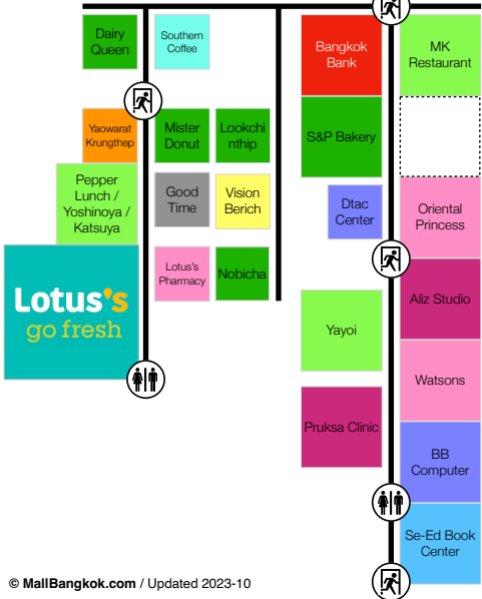 Dairy
Queen
Southern
Coffee
Bangkok
Bank
MK
Restaurant
Yaowarat
Krungthep
Mister
Donut
Lookchi
nthip
S&P Bakery
Pepper
Lunch /
Yoshinoya /
Katsuya
Good
Time
Vision
Berich
Dtac
Center
Oriental
Princess
Lotus's
go fresh
Lotus's
Pharmacy
Nobicha
Aliz Studio
Yayoi
Watsons
Pruksa Clinic
BB
Computer
Se-Ed Book
Center
© MallBangkok.com / Updated 2023-10